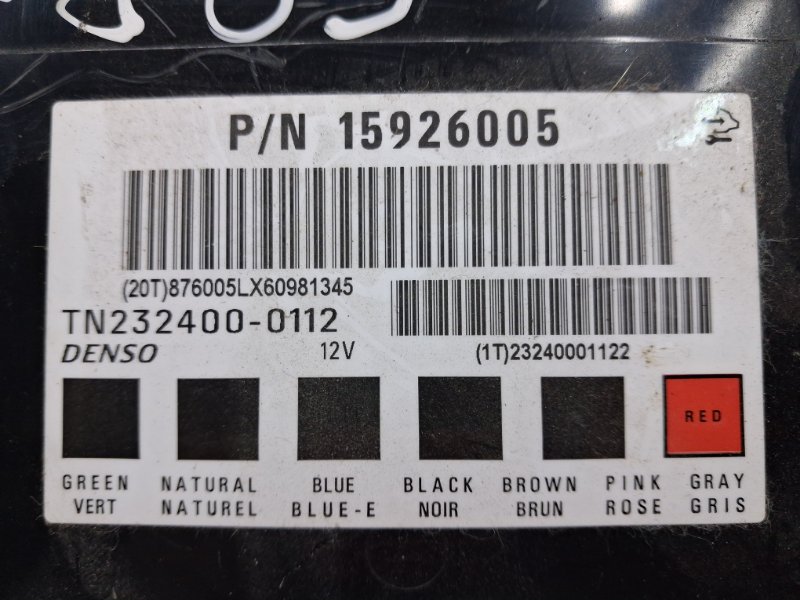 P/N 15926005
(20T)876005LX60981345
TN232400-0112
DENSO 12V (1T)23240001122
RED
GREEN NATURAL BLUE BLACK BROWN PINK GRAY
VERT NATUREL BLUE-E NOIR BRUN ROSE GRIS